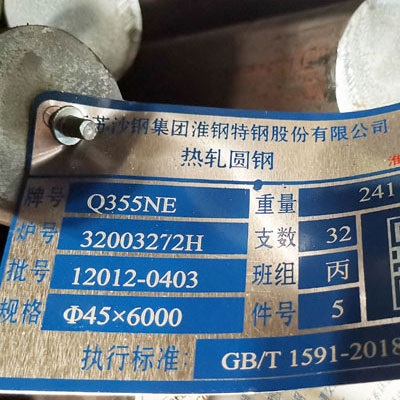 苏沙钢集团淮钢特钢股份有限公司
热轧圆钢
牌号 Q355NE 重量 241
炉号 32003272H 支数 32
批号 12012-0403 班组 丙
规格 Φ45×6000 件号 5
执行标准: GB/T 1591-2018